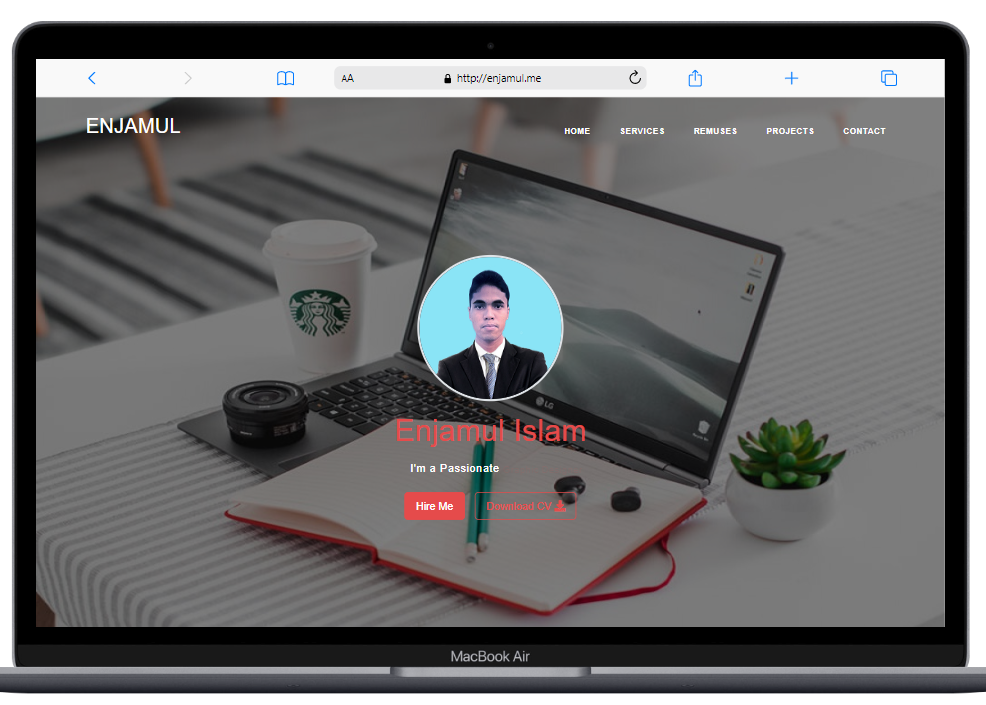 AA
http://enjamul.me
ENJAMUL
HOME SERVICES REMUSES PROJECTS CONTACT
LG
Enjamul Islam
I'm a Passionate
Hire Me Download CV
MacBook Air